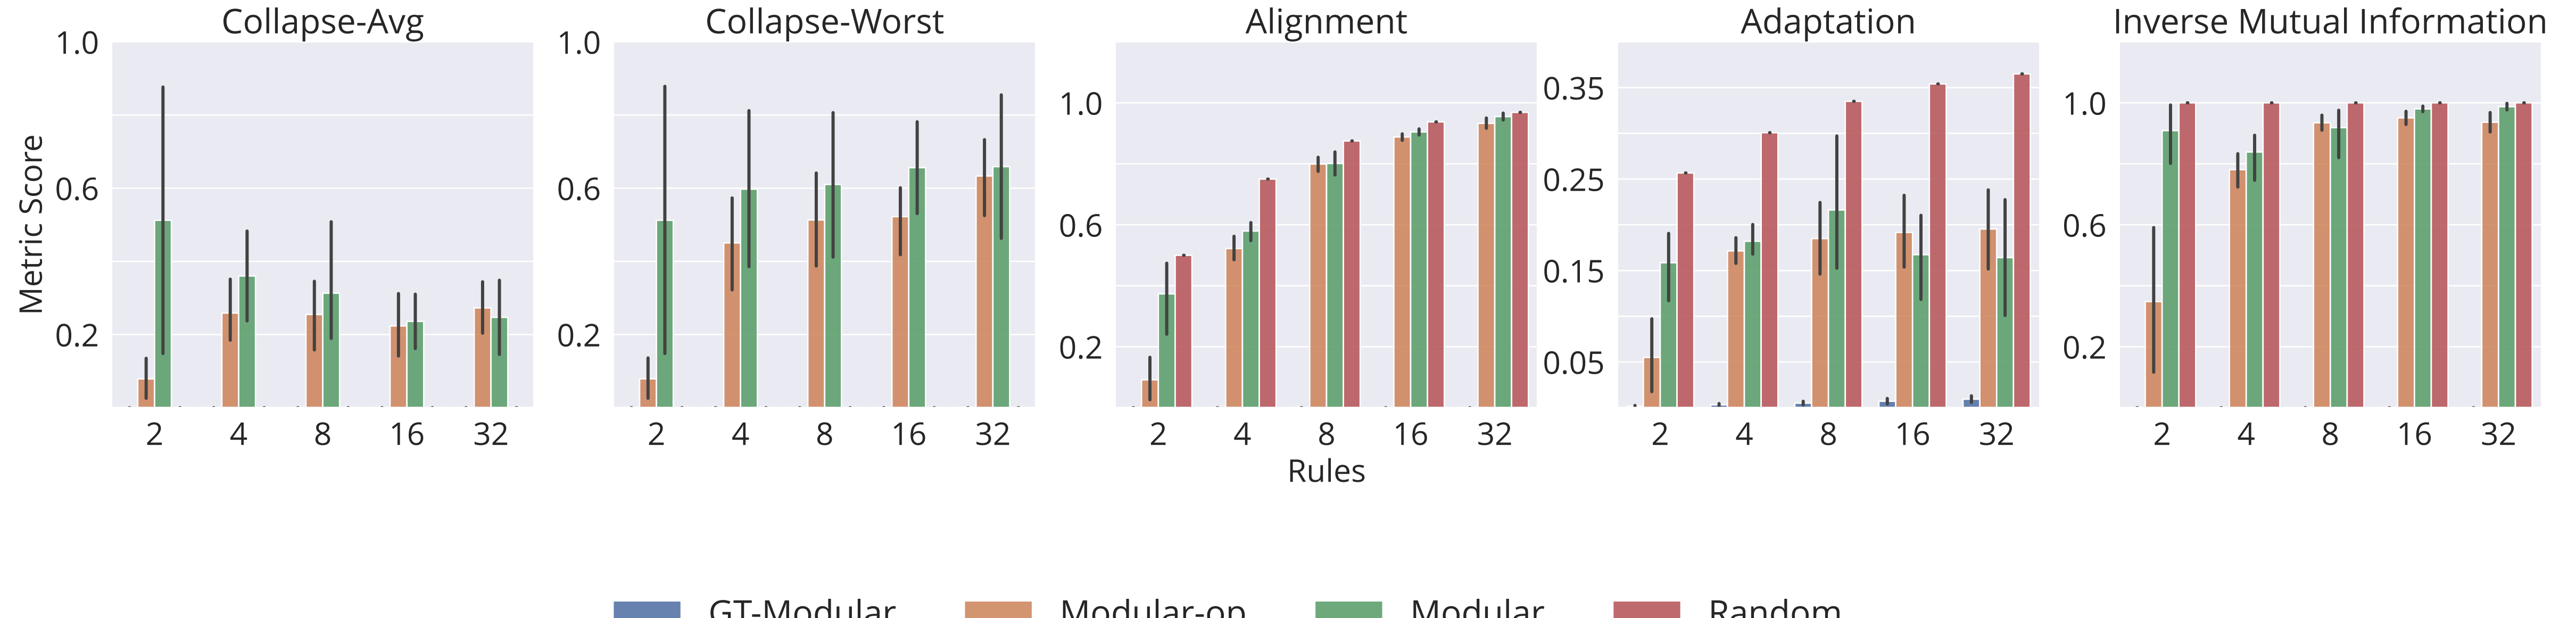 Collapse-Avg Collapse-Worst Alignment Adaptation Inverse Mutual Information
Metric Score
1.0
0.6
0.2
2 4 8 16 32
1.0
0.6
0.2
2 4 8 16 32
1.0
0.6
0.2
2 4 8 16 32
0.35
0.25
0.15
0.05
2 4 8 16 32
1.0
0.6
0.2
2 4 8 16 32
Rules
GT-Modular Modular-op Modular Random